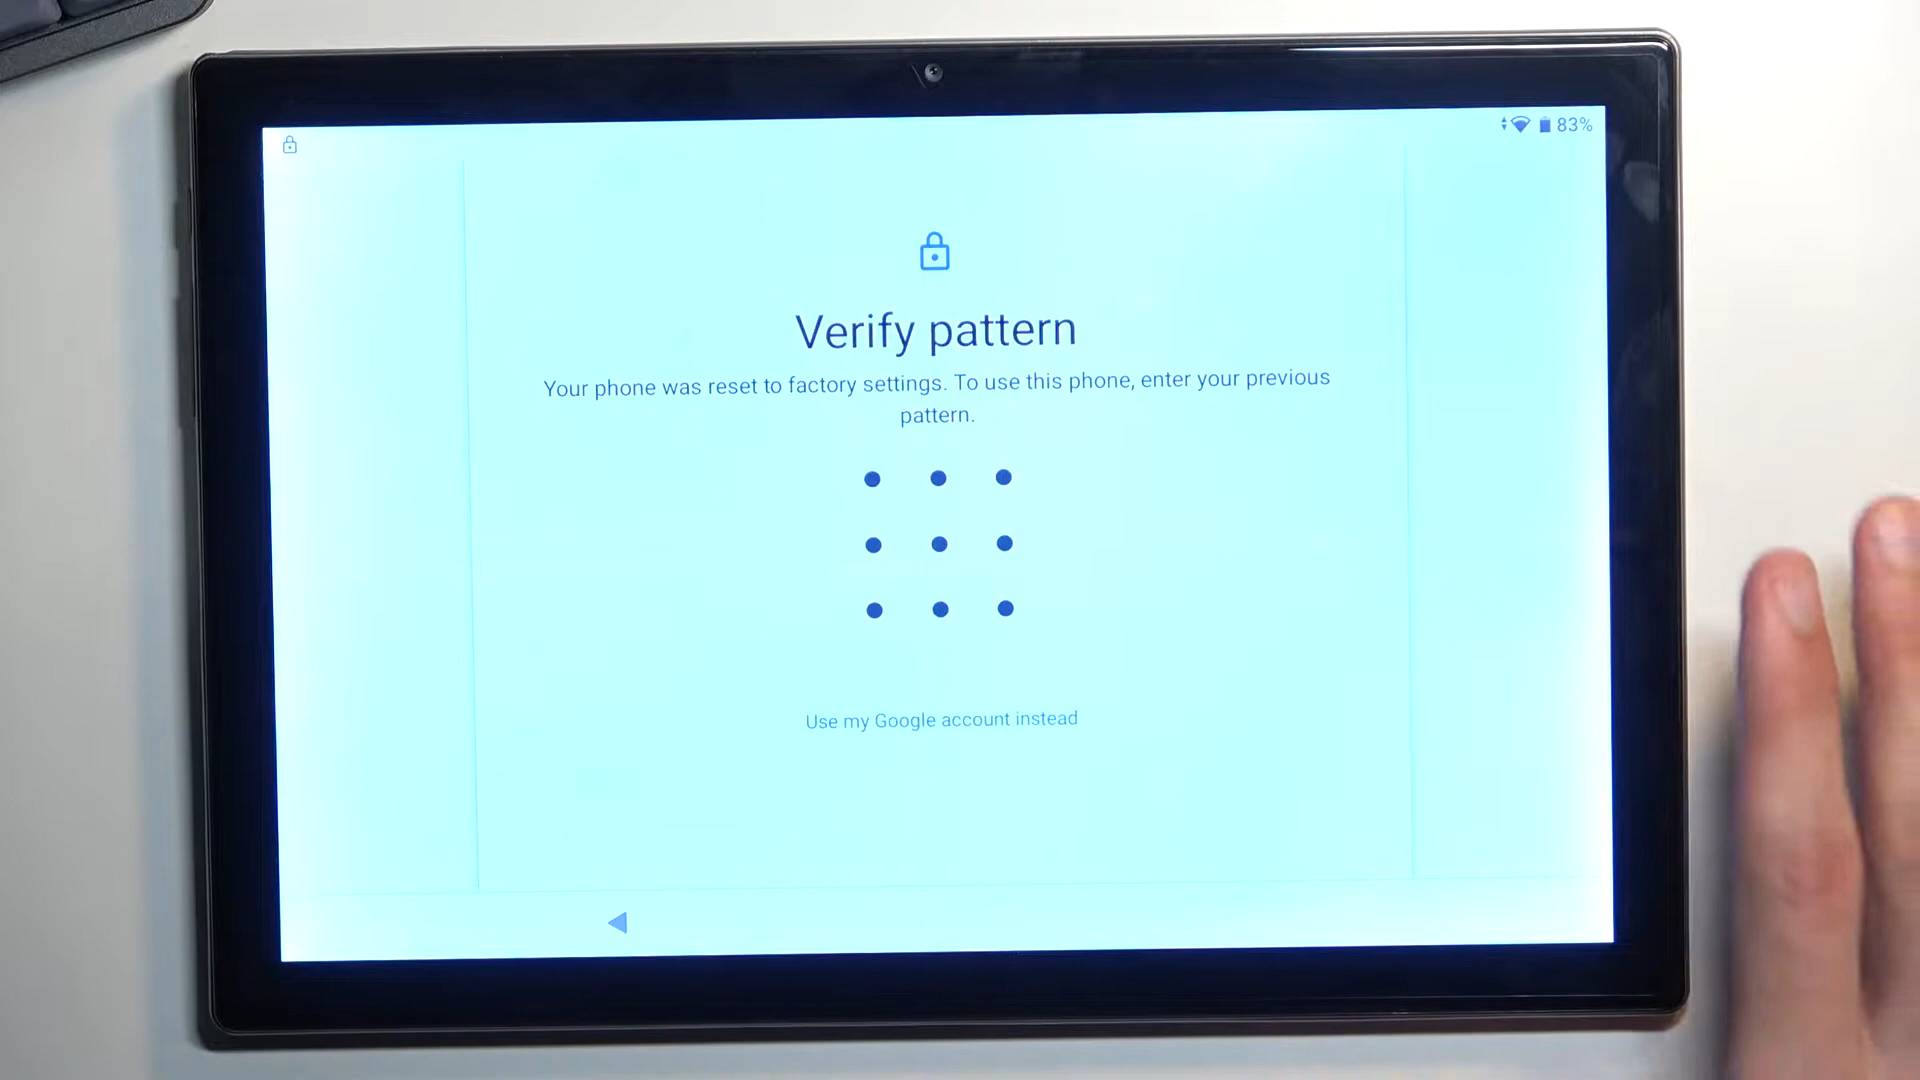 83%
Verify pattern
Your phone was reset to factory settings. To use this phone, enter your previous
pattern.
Use my Google account instead